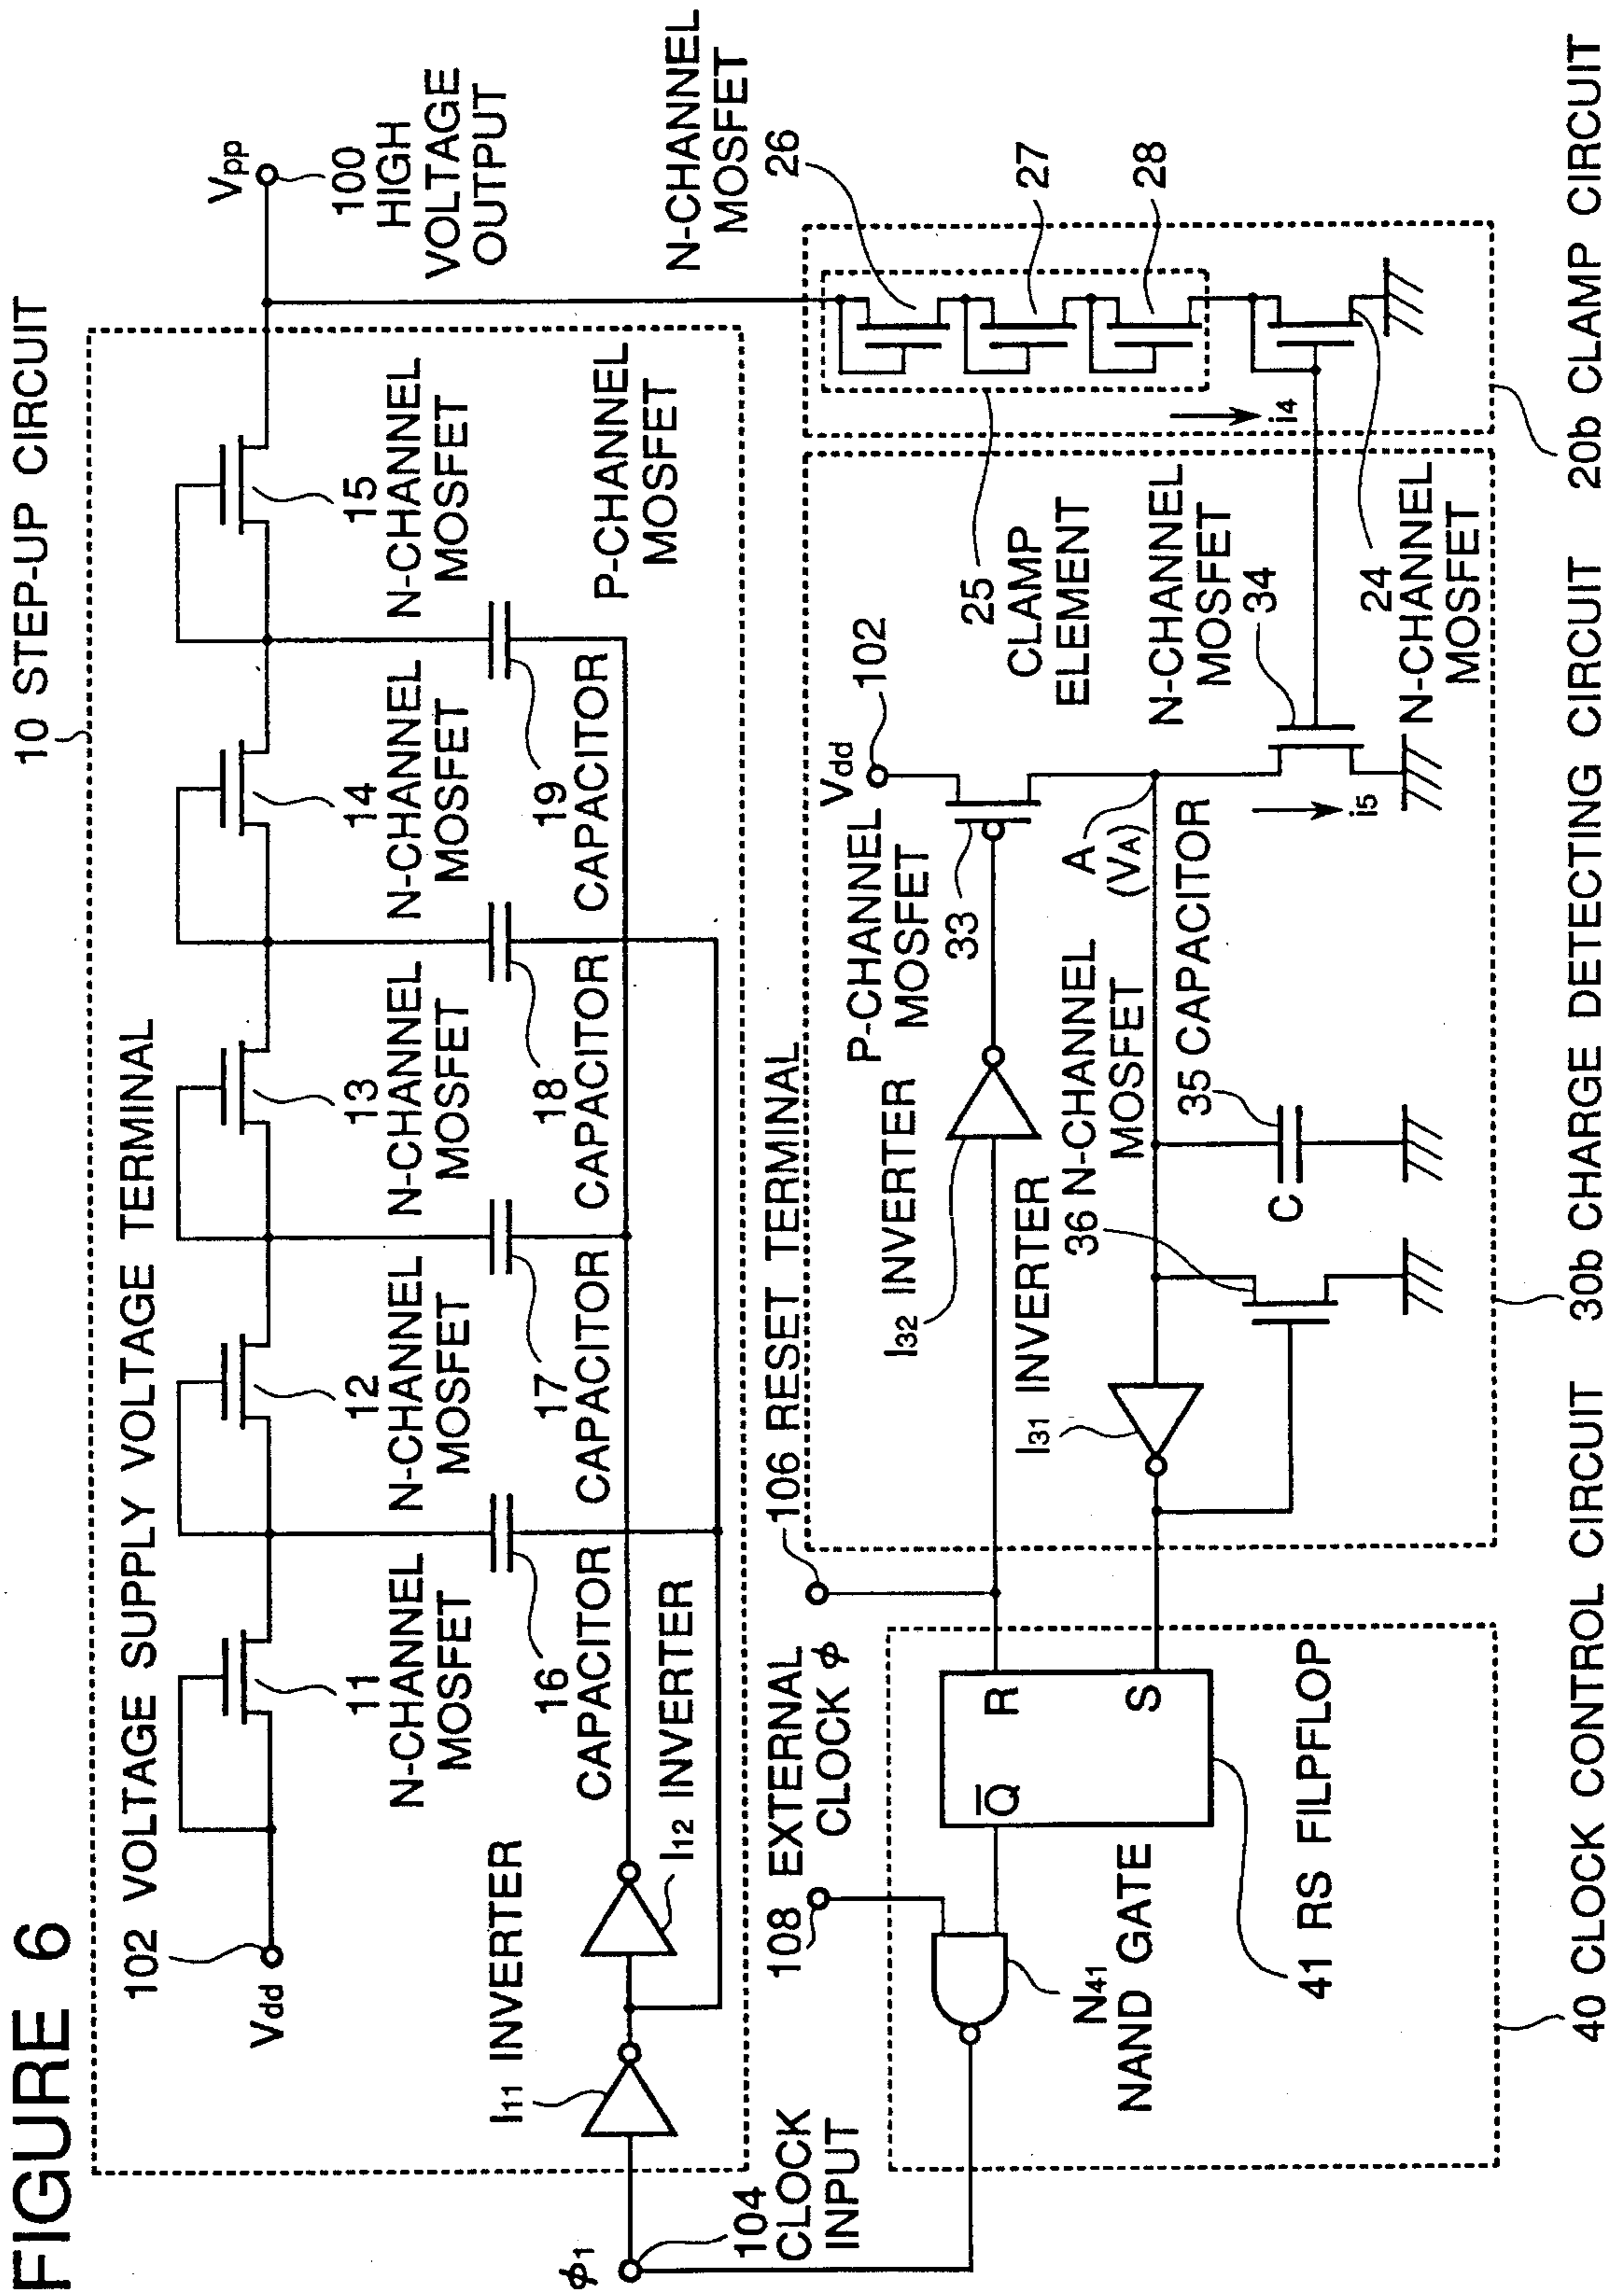 FIGURE 6
10 STEP-UP CIRCUIT
102 VOLTAGE SUPPLY VOLTAGE TERMINAL
Vdd
11
N-CHANNEL
MOSFET
12
N-CHANNEL
MOSFET
13
N-CHANNEL
MOSFET
14
N-CHANNEL
MOSFET
15
N-CHANNEL
MOSFET
Vpp
100
HIGH
VOLTAGE
OUTPUT
16
CAPACITOR
17
CAPACITOR
18
CAPACITOR
19
CAPACITOR
P-CHANNEL
MOSFET
I11 INVERTER
I12 INVERTER
ϕ1
104
CLOCK
INPUT
108 EXTERNAL
CLOCK ϕ
106 RESET TERMINAL
N-CHANNEL
MOSFET
26
27
28
25
CLAMP
ELEMENT
i4
24
N-CHANNEL
MOSFET
Vdd
102
P-CHANNEL
MOSFET
33
I32 INVERTER
A
(VA)
N-CHANNEL
MOSFET
34
i5
35 CAPACITOR
C
36 N-CHANNEL
MOSFET
I31 INVERTER
R
S
Q̅
N41
NAND GATE
41 RS FILPFLOP
40 CLOCK CONTROL CIRCUIT
30b CHARGE DETECTING CIRCUIT
20b CLAMP CIRCUIT